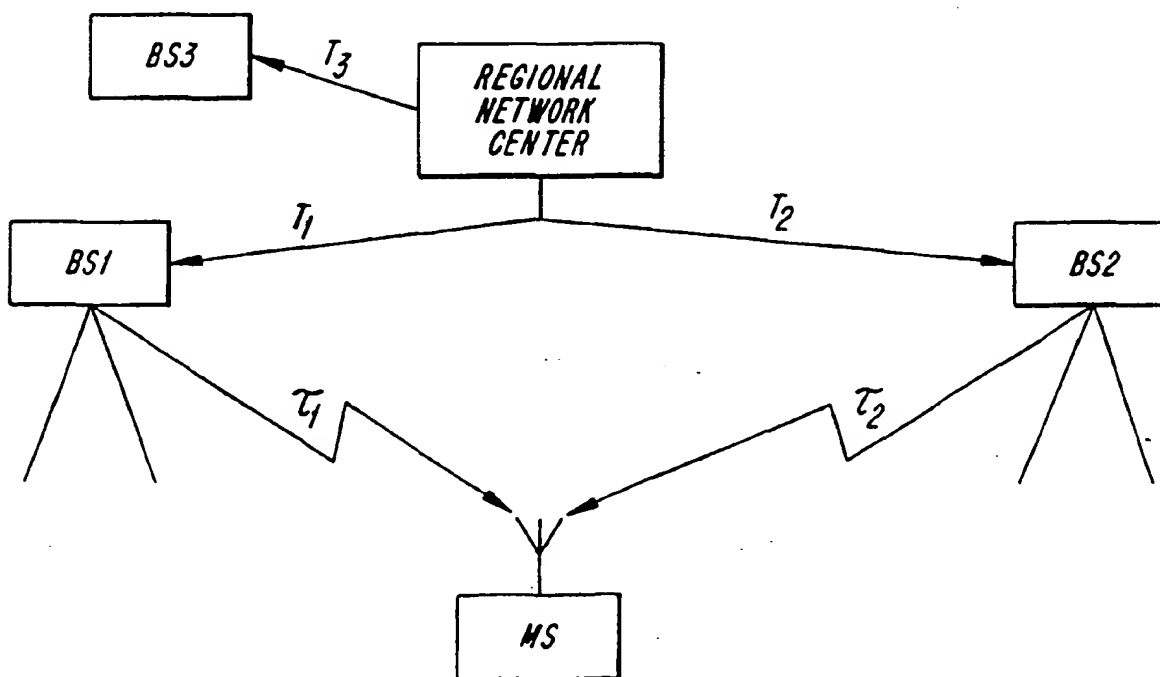 BS3
T3
REGIONAL
NETWORK
CENTER
T1
T2
BS1
BS2
τ1
τ2
MS